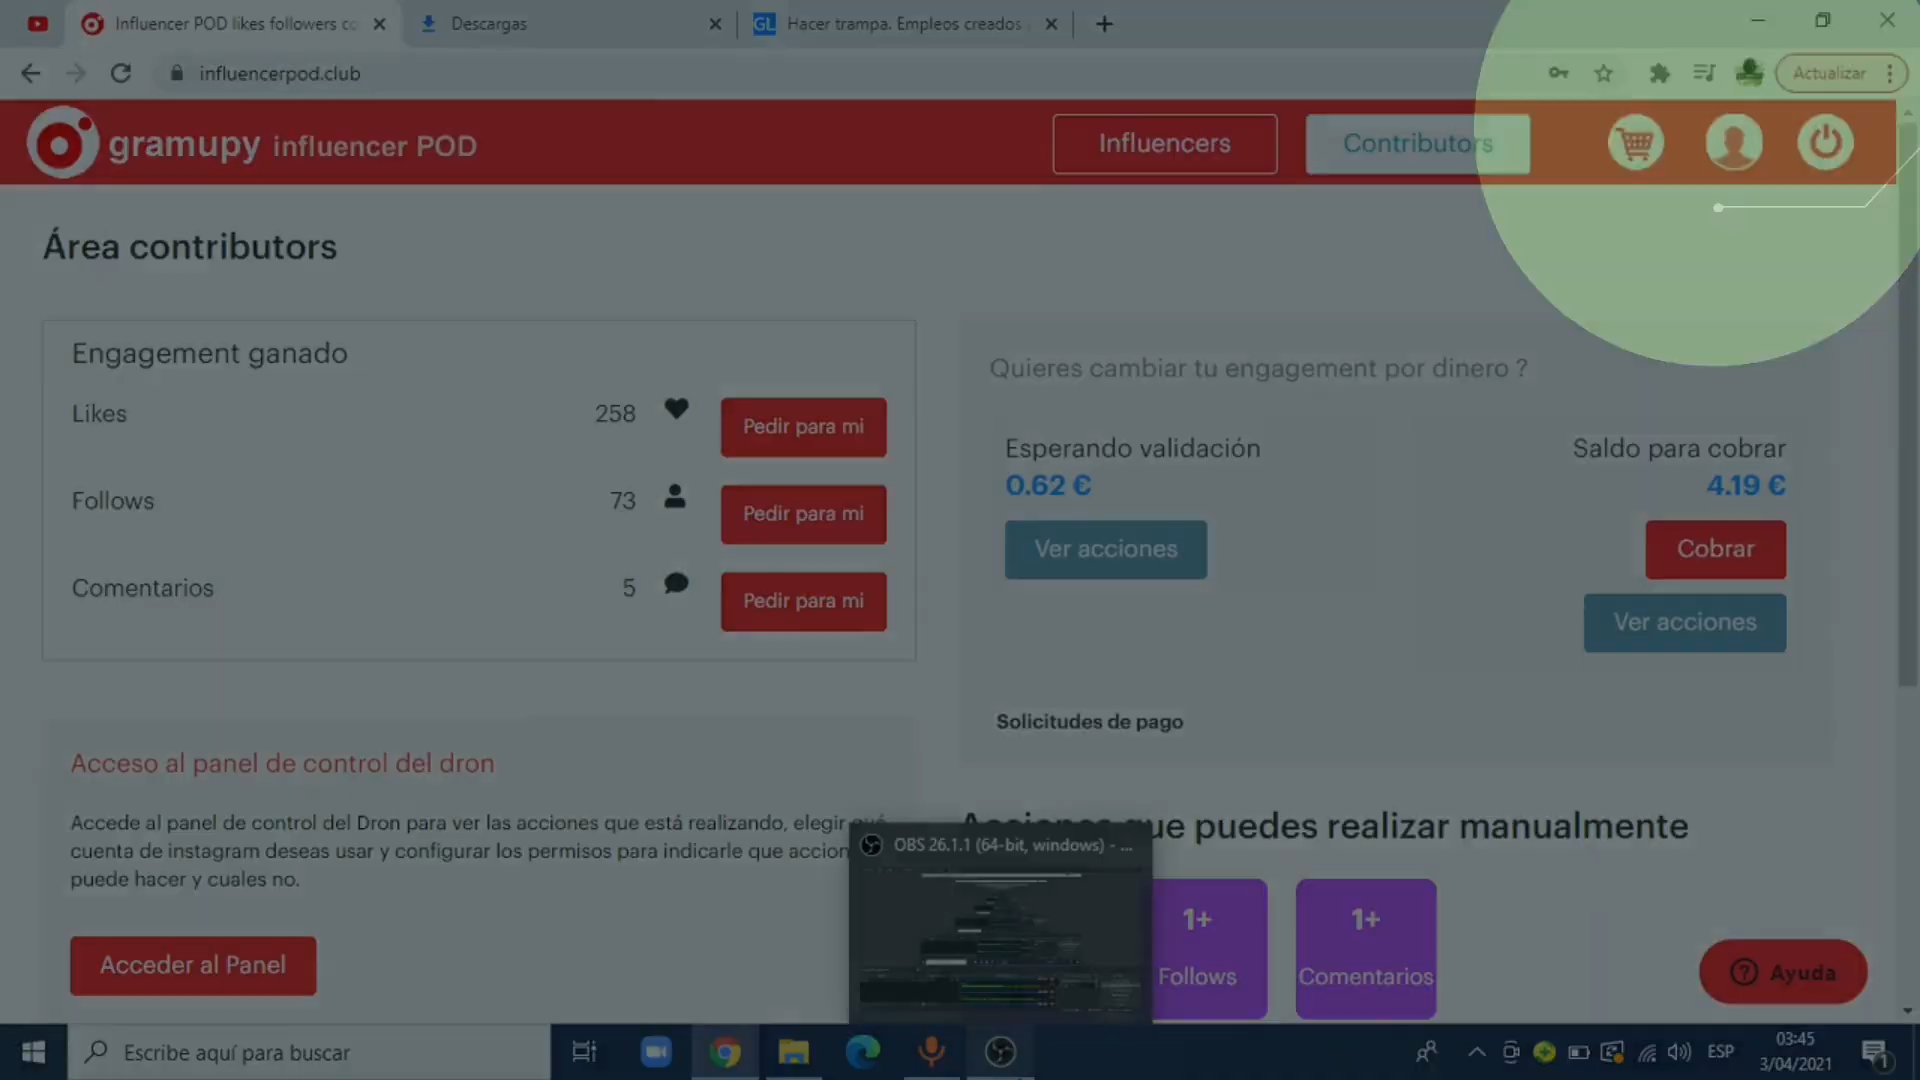 Influencer POD likes followers co
Descargas
GL
Hacer trampa. Empleos creados
influencerpod.club
Actualizar
gramupy influencer POD
Influencers
Contributors
Área contributors
Engagement ganado
Likes
258
Pedir para mi
Follows
73
Pedir para mi
Comentarios
5
Pedir para mi
Quieres cambiar tu engagement por dinero ?
Esperando validación
0.62 €
Ver acciones
Saldo para cobrar
4.19 €
Cobrar
Ver acciones
Solicitudes de pago
Acceso al panel de control del dron
Accede al panel de control del Dron para ver las acciones que está realizando, elegir qué
cuenta de instagram deseas usar y configurar los permisos para indicarle que accion
puede hacer y cuales no.
Acceder al Panel
Acciones que puedes realizar manualmente
OBS 26.1.1 (64-bit, windows) - ...
1+
Follows
1+
Comentarios
Ayuda
Escribe aquí para buscar
ESP
03:45
3/04/2021
1